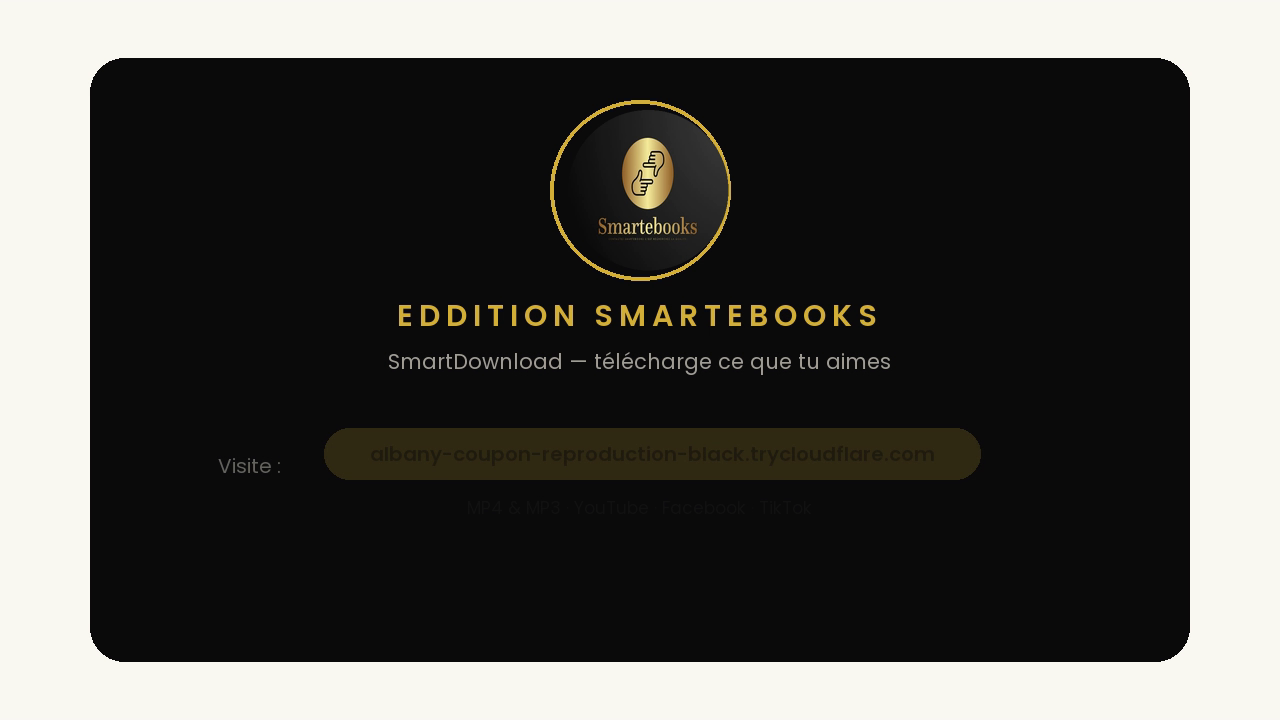 Smartebooks
EDDITION SMARTEBOOKS
SmartDownload — télécharge ce que tu aimes
Visite :
albany-coupon-reproduction-black.trycloudflare.com
MP4 & MP3 YouTube Facebook TikTok